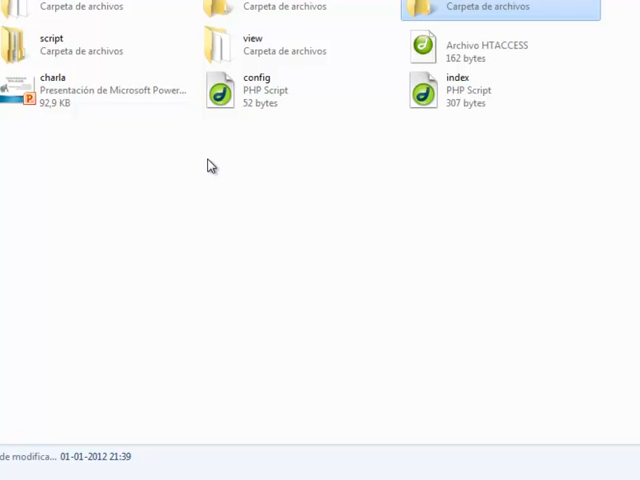 Carpeta de archivos
Carpeta de archivos
Carpeta de archivos
script
Carpeta de archivos
view
Carpeta de archivos
Archivo HTACCESS
162 bytes
charla
Presentación de Microsoft Power...
92,9 KB
config
PHP Script
52 bytes
index
PHP Script
307 bytes
de modifica... 01-01-2012 21:39